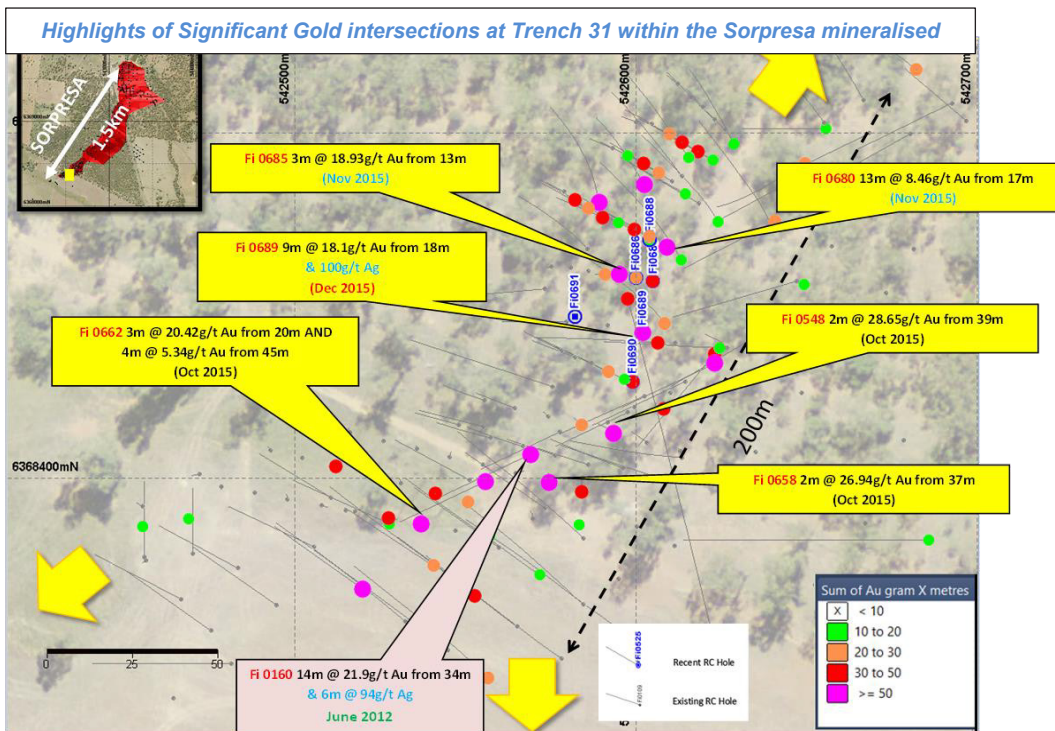 Highlights of Significant Gold intersections at Trench 31 within the Sorpresa mineralised
SORPRESA
1.5km
542500
542600
542700
Fi 0685 3m @ 18.93g/t Au from 13m
(Nov 2015)
Fi 0680 13m @ 8.46g/t Au from 17m
(Nov 2015)
Fi0688
Fi0686
Fi 0689 9m @ 18.1g/t Au from 18m
& 100g/t Ag
(Dec 2015)
Fi0691
Fi0689
Fi0690
Fi 0662 3m @ 20.42g/t Au from 20m AND
4m @ 5.34g/t Au from 45m
(Oct 2015)
Fi 0548 2m @ 28.65g/t Au from 39m
(Oct 2015)
200m
6368400mN
Fi 0658 2m @ 26.94g/t Au from 37m
(Oct 2015)
0
50
Fi 0160 14m @ 21.9g/t Au from 34m
& 6m @ 94g/t Ag
June 2012
Fi0525
Recent RC Hole
Fi0109
Existing RC Hole
Sum of Au gram X metres
X < 10
10 to 20
20 to 30
30 to 50
>= 50